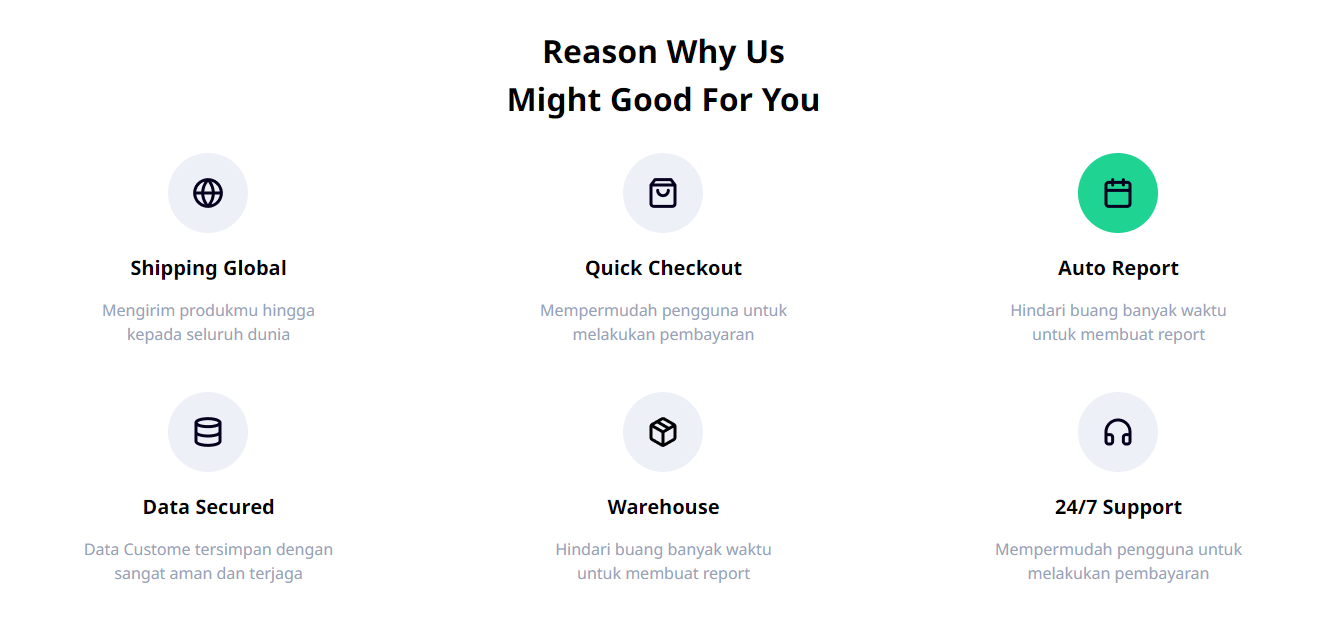 Reason Why Us
Might Good For You
Shipping Global
Mengirim produkmu hingga
kepada seluruh dunia
Quick Checkout
Mempermudah pengguna untuk
melakukan pembayaran
Auto Report
Hindari buang banyak waktu
untuk membuat report
Data Secured
Data Custome tersimpan dengan
sangat aman dan terjaga
Warehouse
Hindari buang banyak waktu
untuk membuat report
24/7 Support
Mempermudah pengguna untuk
melakukan pembayaran